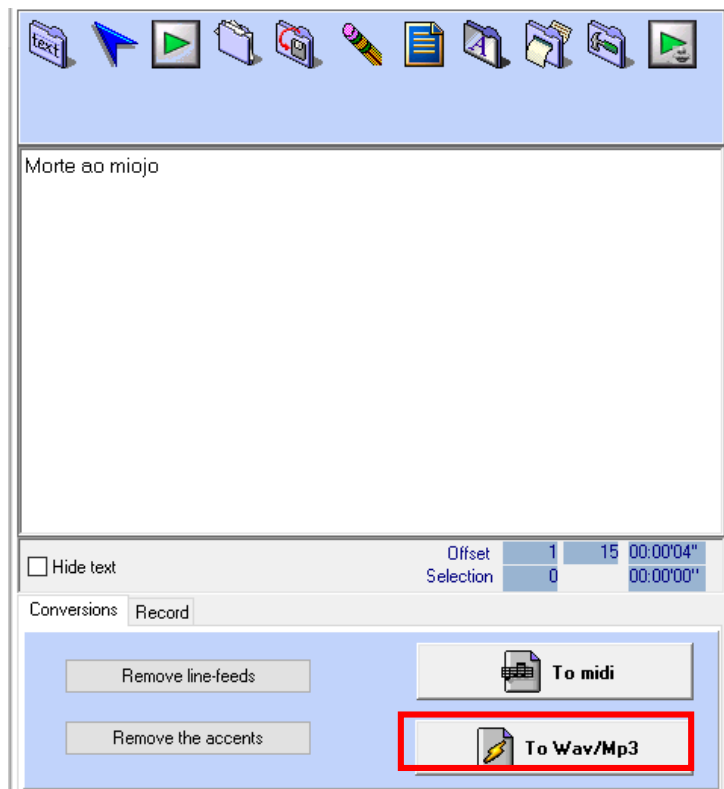 text
A
Morte ao miojo
Hide text
Offset 1 15 00:00'04"
Selection 0 00:00'00''
Conversions Record
Remove line-feeds
To midi
Remove the accents
To Wav/Mp3